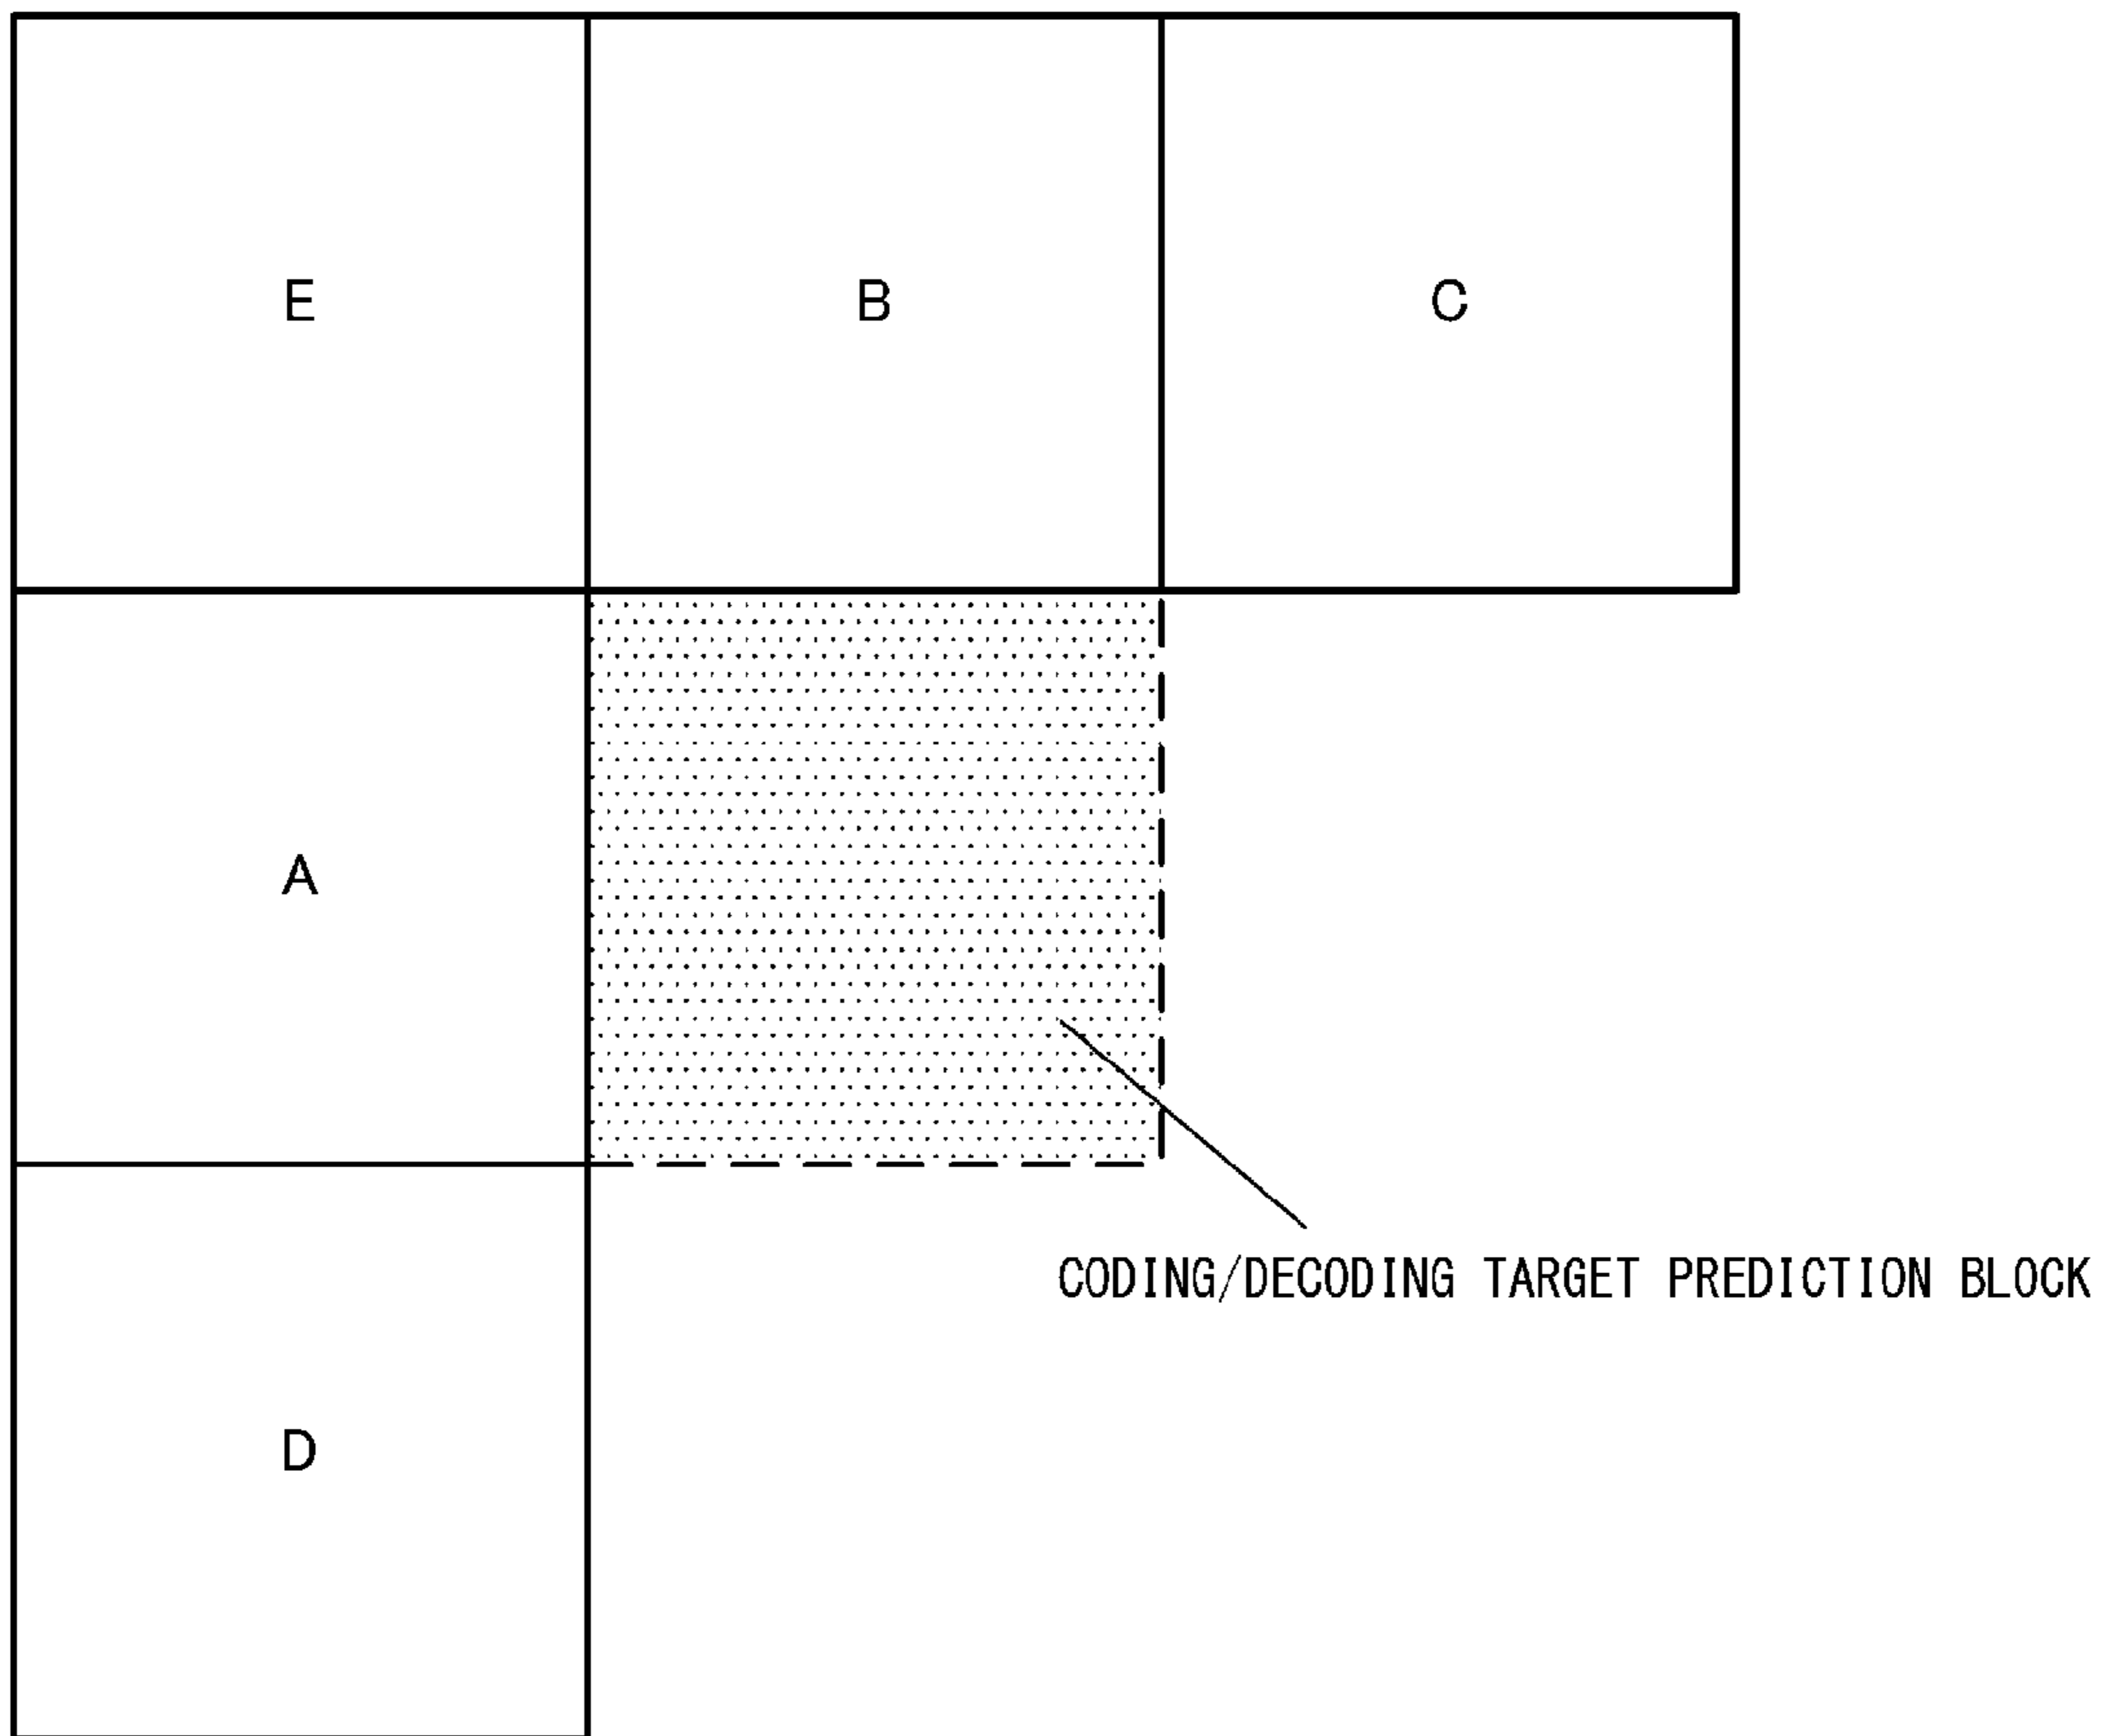 E
B
C
A
CODING/DECODING TARGET PREDICTION BLOCK
D